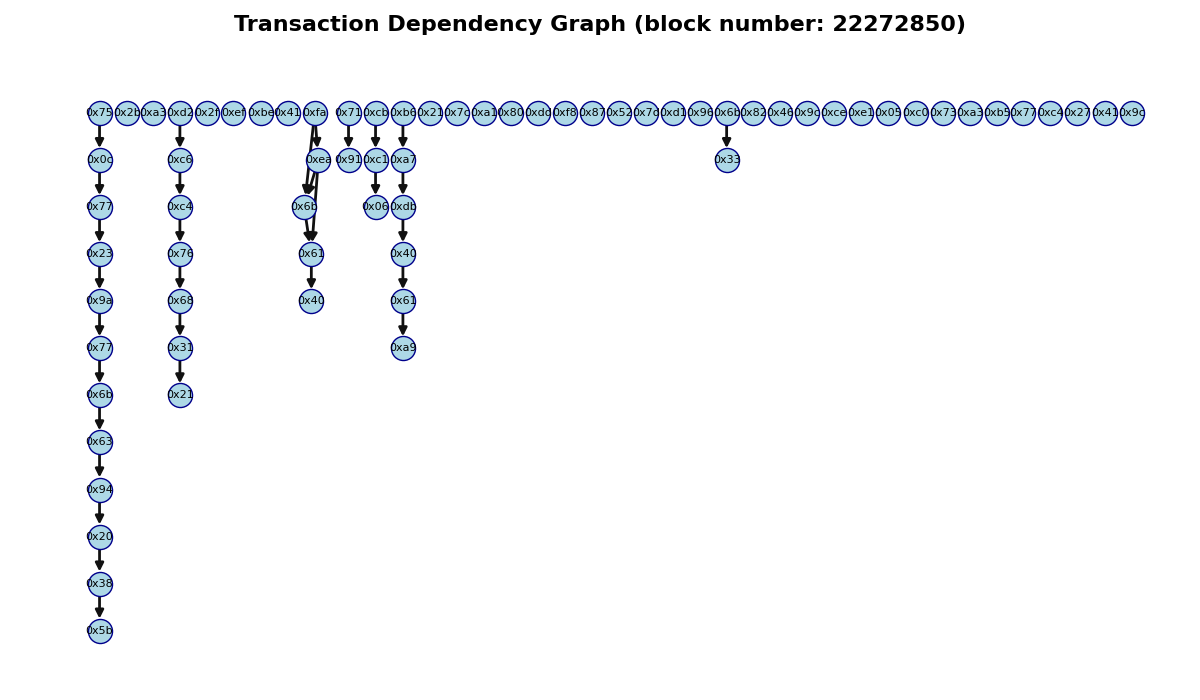 Transaction Dependency Graph (block number: 22272850)
0x75 0x2b 0xa3 0xd2 0x2f 0xef 0xbe 0x41 0xfa 0x71 0xcb 0xb6 0x21 0x7c 0xa1 0x80 0xdd 0xf8 0x87 0x52 0x7d 0xd1 0x96 0x6b 0x82 0x46 0x9c 0xce 0xe1 0x05 0xc0 0x73 0xa3 0xb5 0x77 0xc4 0x27 0x41 0x9c
0x0c 0xc6 0xea 0x91 0xc1 0xa7 0x33
0x77 0xc4 0x6b 0x06 0xdb
0x23 0x76 0x61 0x40
0x9a 0x68 0x40 0x61
0x77 0x31 0xa9
0x6b 0x21
0x63
0x94
0x20
0x38
0x5b